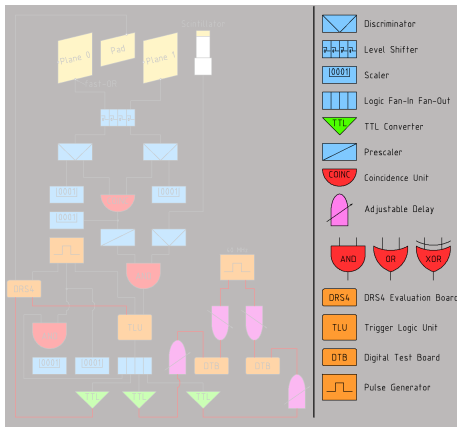 Plane 0
Pad
Plane 1
0001
0001
0001
DRS4
TLU
0001
0001
DTB
DTB
TTL
TTL
TTL
Discriminator
Level Shifter
0001
Scaler
Logic Fan-In Fan-Out
TTL
TTL Converter
Prescaler
COINC
Coincidence Unit
Adjustable Delay
AND
OR
XOR
DRS4
DRS4 Evaluation Board
TLU
Trigger Logic Unit
DTB
Digital Test Board
Pulse Generator